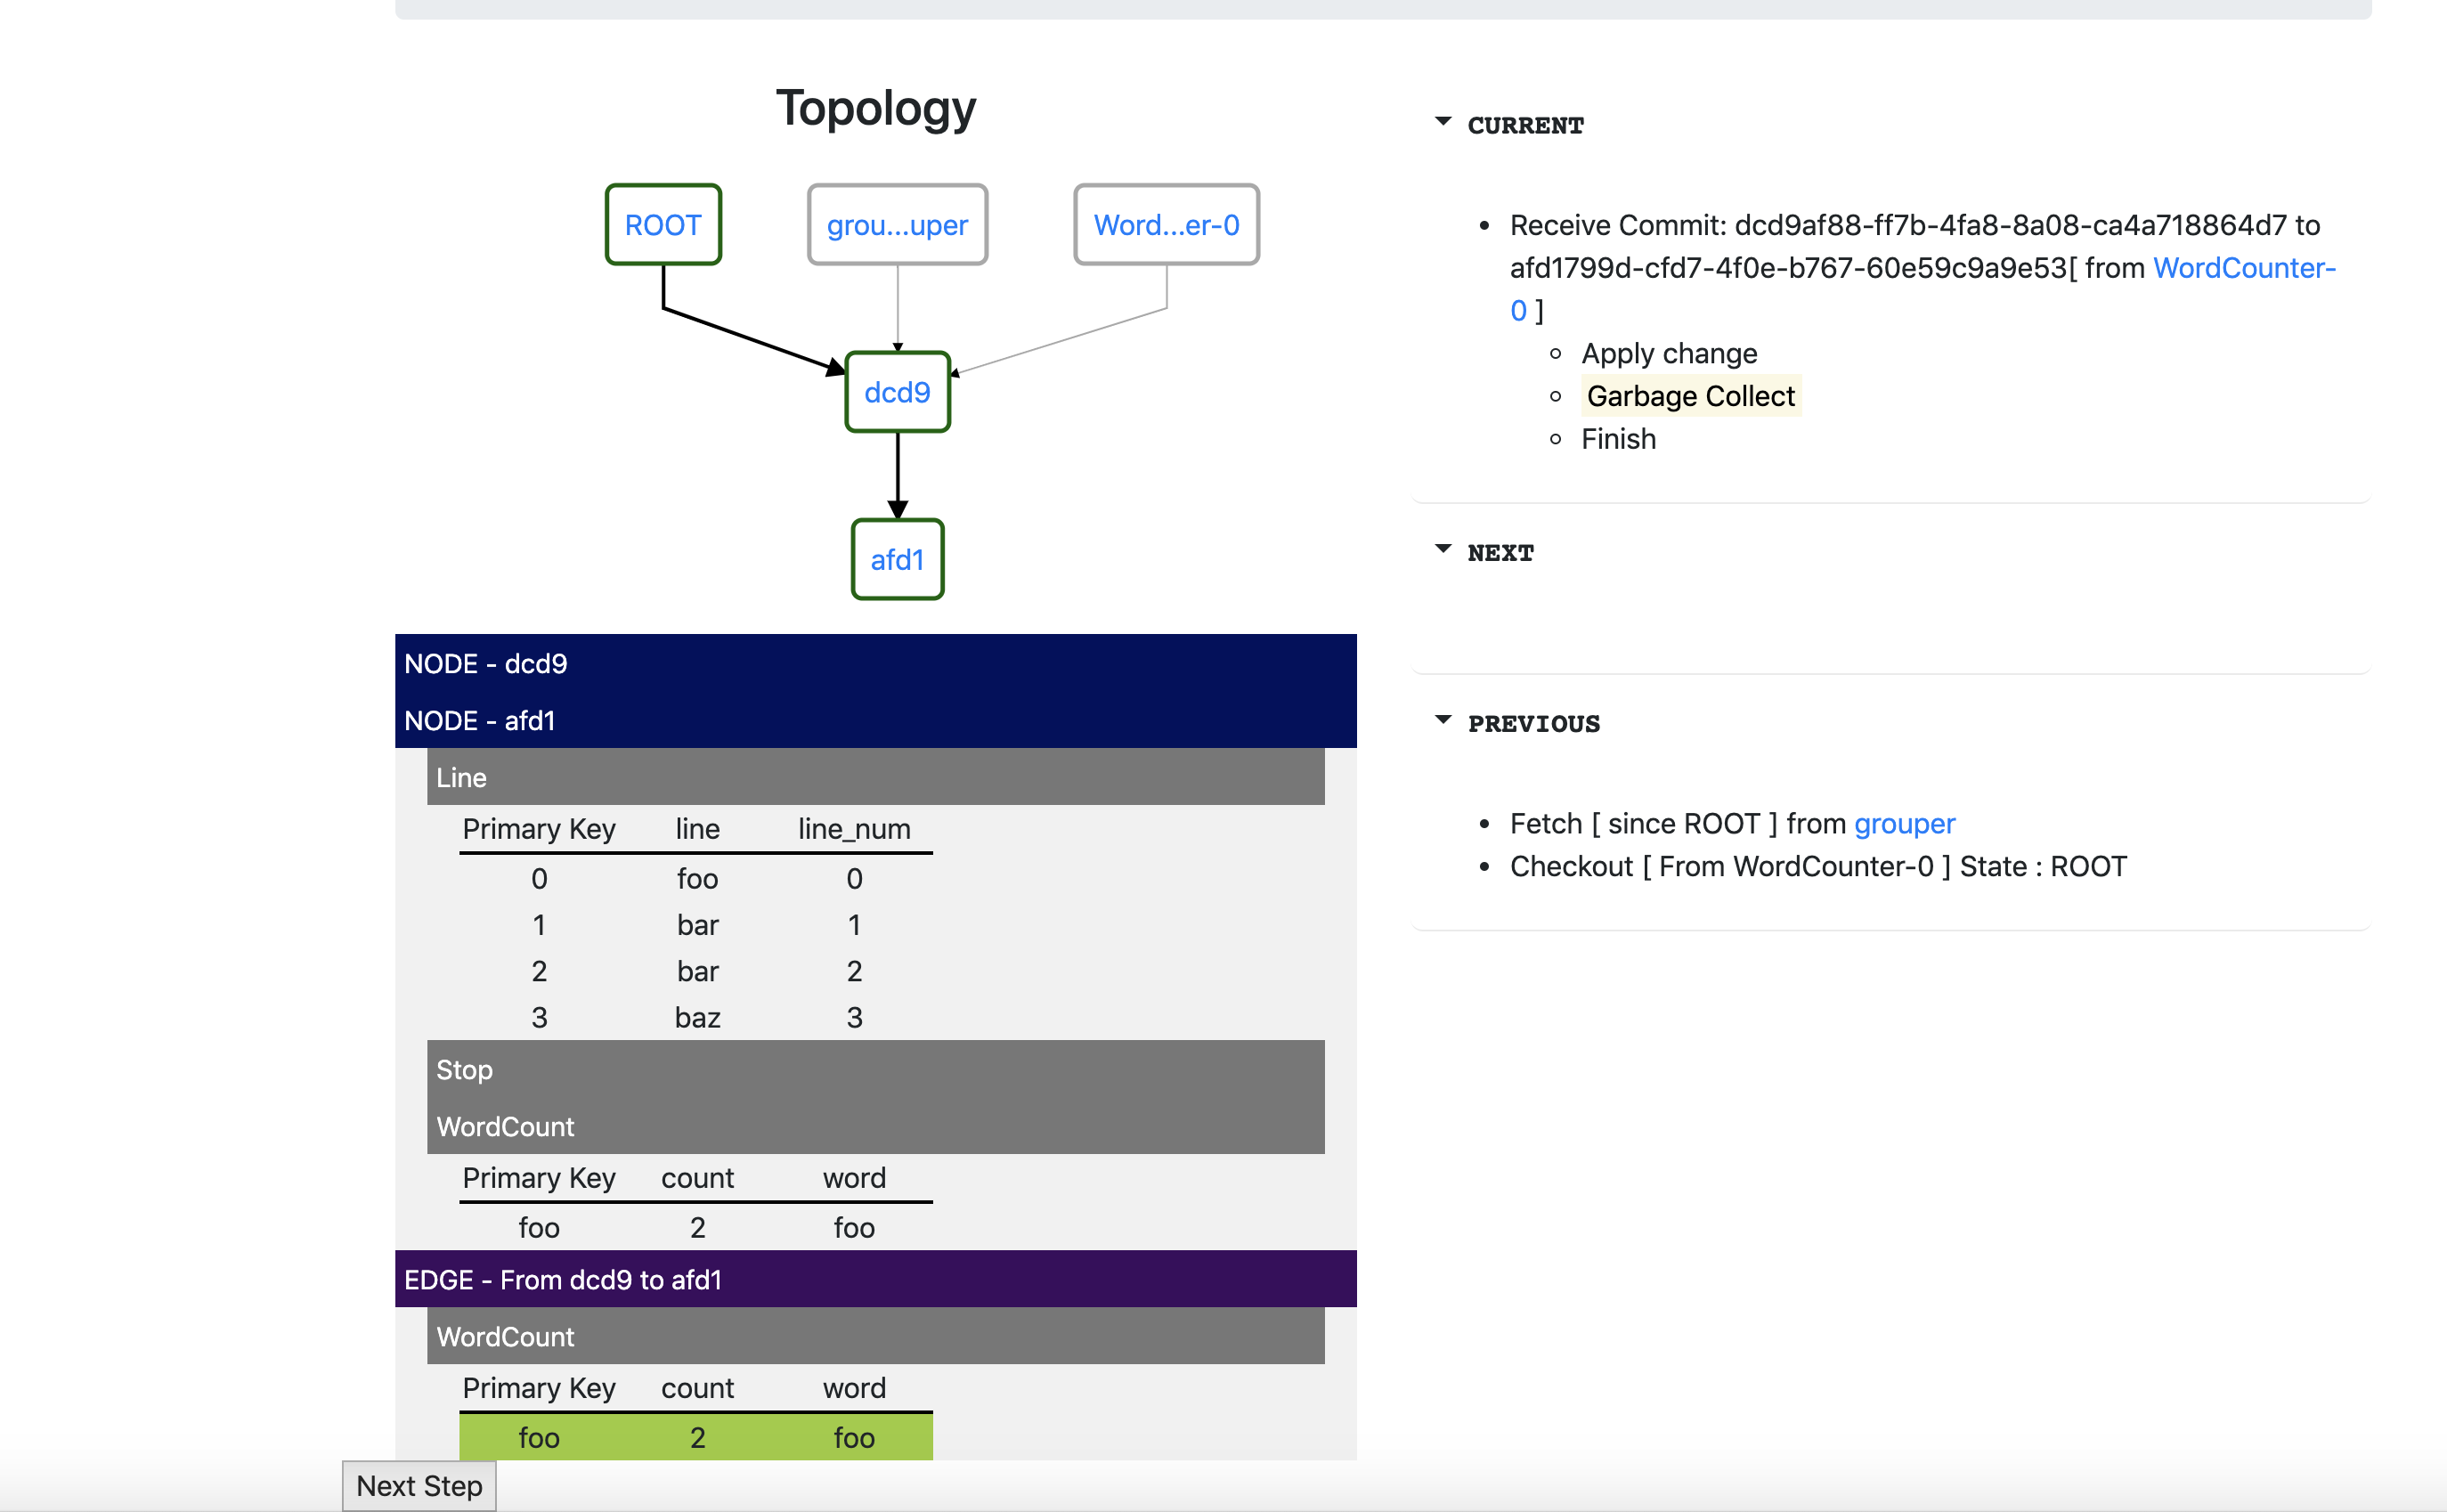 Topology
ROOT
grou...uper
Word...er-0
dcd9
afd1
NODE - dcd9
NODE - afd1
Line
Primary Key line line_num
0 foo 0
1 bar 1
2 bar 2
3 baz 3
Stop
WordCount
Primary Key count word
foo 2 foo
EDGE - From dcd9 to afd1
WordCount
Primary Key count word
foo 2 foo
Next Step
CURRENT
Receive Commit: dcd9af88-ff7b-4fa8-8a08-ca4a718864d7 to
afd1799d-cfd7-4f0e-b767-60e59c9a9e53[ from WordCounter-
0 ]
Apply change
Garbage Collect
Finish
NEXT
PREVIOUS
Fetch [ since ROOT ] from grouper
Checkout [ From WordCounter-0 ] State : ROOT